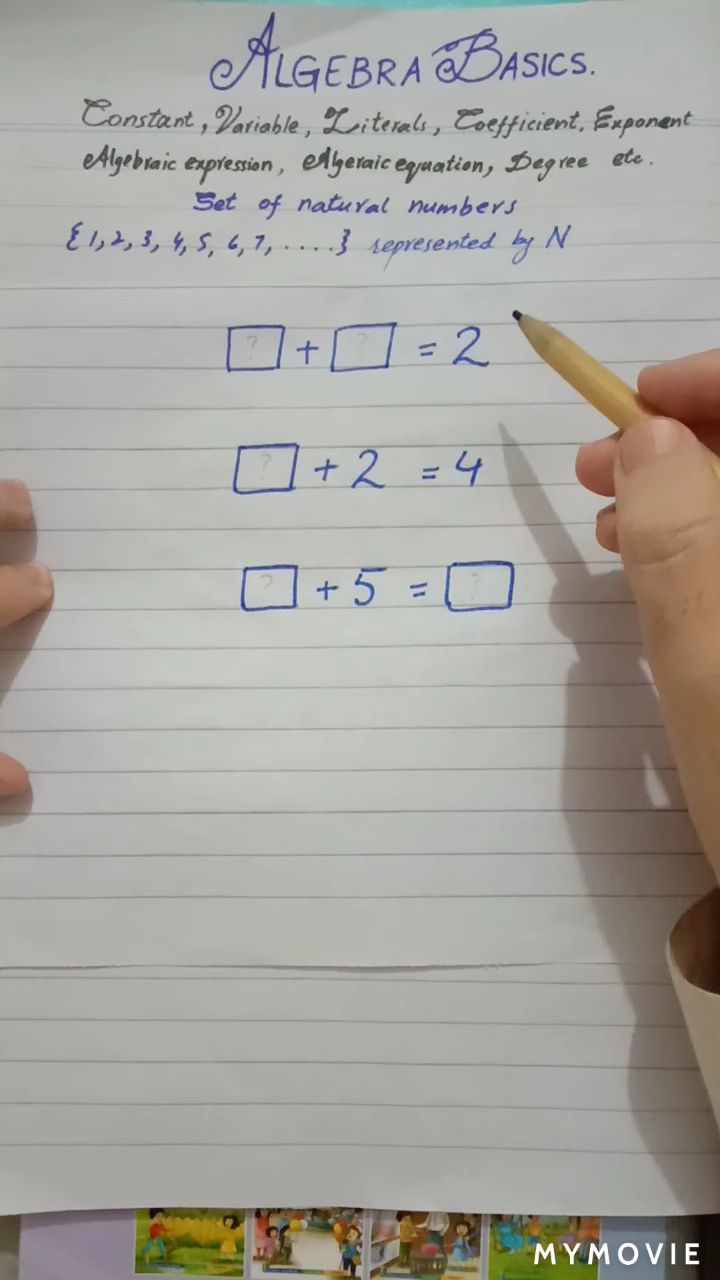 ALGEBRA BASICS.
Constant, Variable, Literals, Coefficient, Exponent
Algebraic expression, Algeraic equation, Degree etc.
Set of natural numbers
{1,2,3,4,5,6,7,....} represented by N
? + ? = 2
? + 2 = 4
? + 5 = ?
MYMOVIE